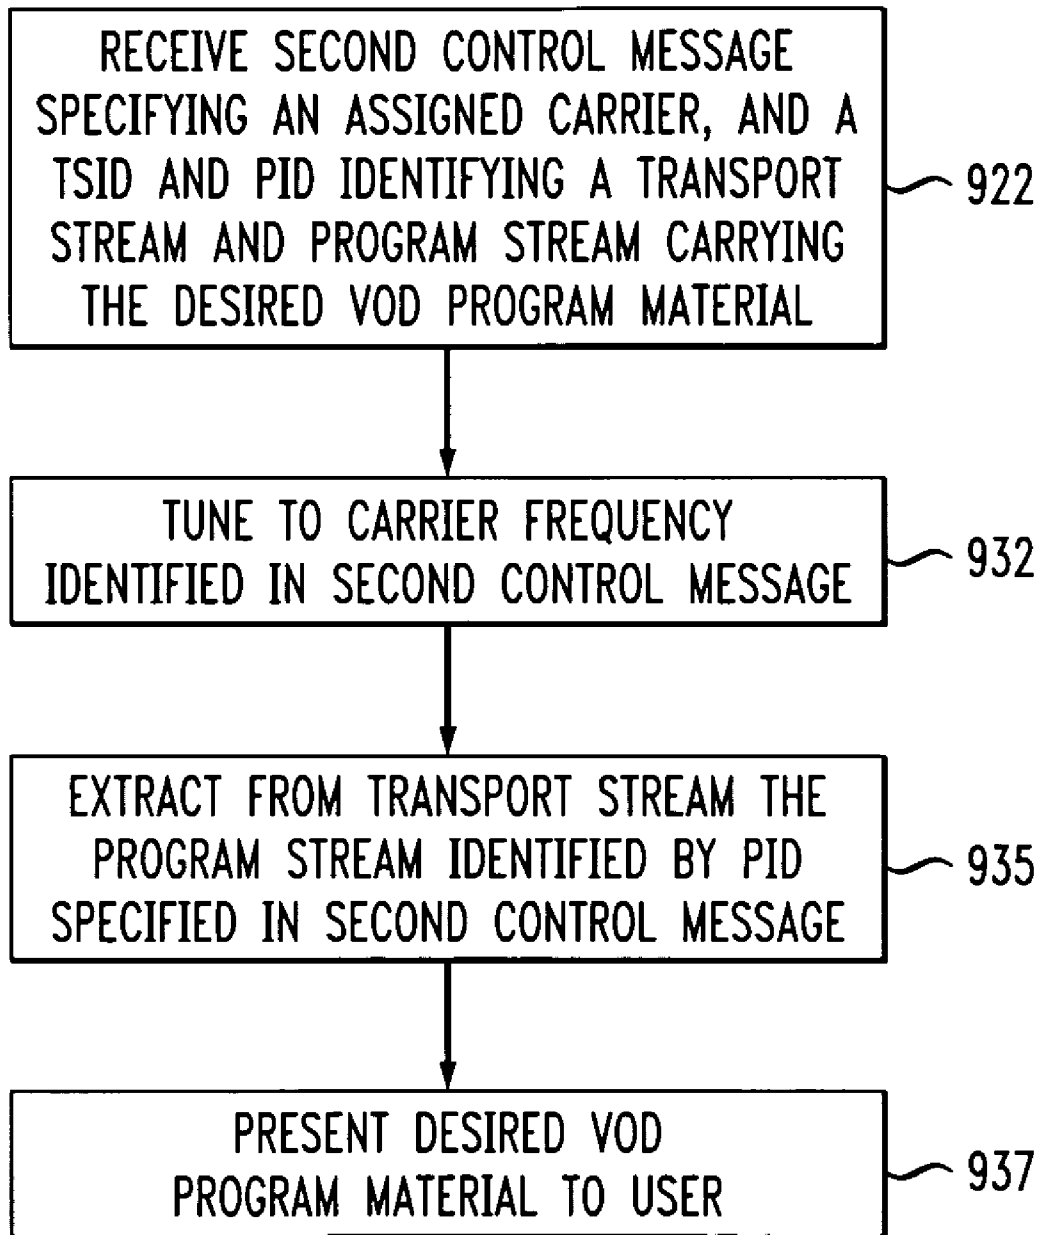 RECEIVE SECOND CONTROL MESSAGE
SPECIFYING AN ASSIGNED CARRIER, AND A
TSID AND PID IDENTIFYING A TRANSPORT
STREAM AND PROGRAM STREAM CARRYING
THE DESIRED VOD PROGRAM MATERIAL
922
TUNE TO CARRIER FREQUENCY
IDENTIFIED IN SECOND CONTROL MESSAGE
932
EXTRACT FROM TRANSPORT STREAM THE
PROGRAM STREAM IDENTIFIED BY PID
SPECIFIED IN SECOND CONTROL MESSAGE
935
PRESENT DESIRED VOD
PROGRAM MATERIAL TO USER
937